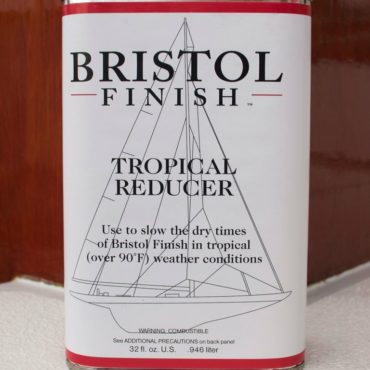 BRISTOL
FINISH™
TROPICAL
REDUCER
Use to slow the dry times
of Bristol Finish in tropical
(over 90°F) weather conditions
WARNING, COMBUSTIBLE
See ADDITIONAL PRECAUTIONS on back panel
32 fl. oz. U.S. .946 liter